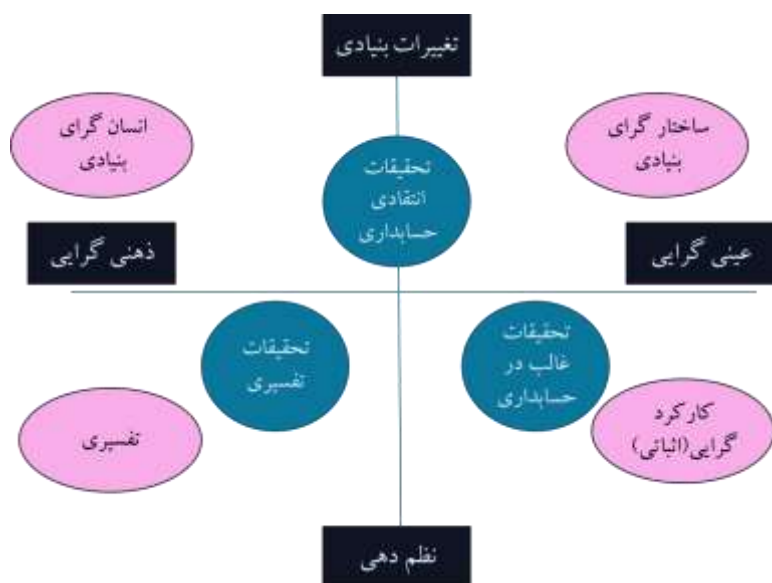 تغییرات بنیادی
ساختار گرای
بنیادی
انسان گرای
بنیادی
تحقیقات
انتقادی
حسابداری
عینی گرایی
ذهنی گرایی
تحقیقات
غالب در
حسابداری
تحقیقات
تفسیری
کارکرد
گرایی(اثباتی)
تفسیری
نظم دهی